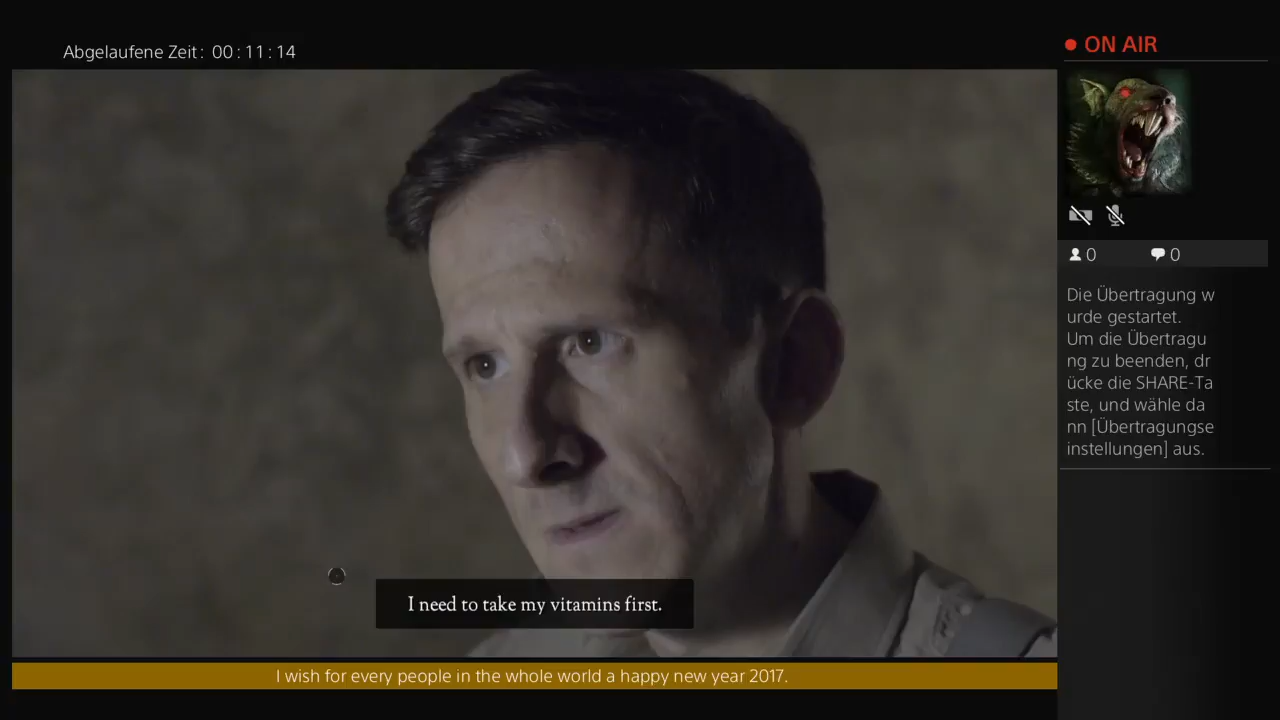 Abgelaufene Zeit: 00:11:14
ON AIR
0 0
Die Übertragung w
urde gestartet.
Um die Übertragu
ng zu beenden, dr
ücke die SHARE-Ta
ste, und wähle da
nn [Übertragungse
instellungen] aus.
I need to take my vitamins first.
I wish for every people in the whole world a happy new year 2017.